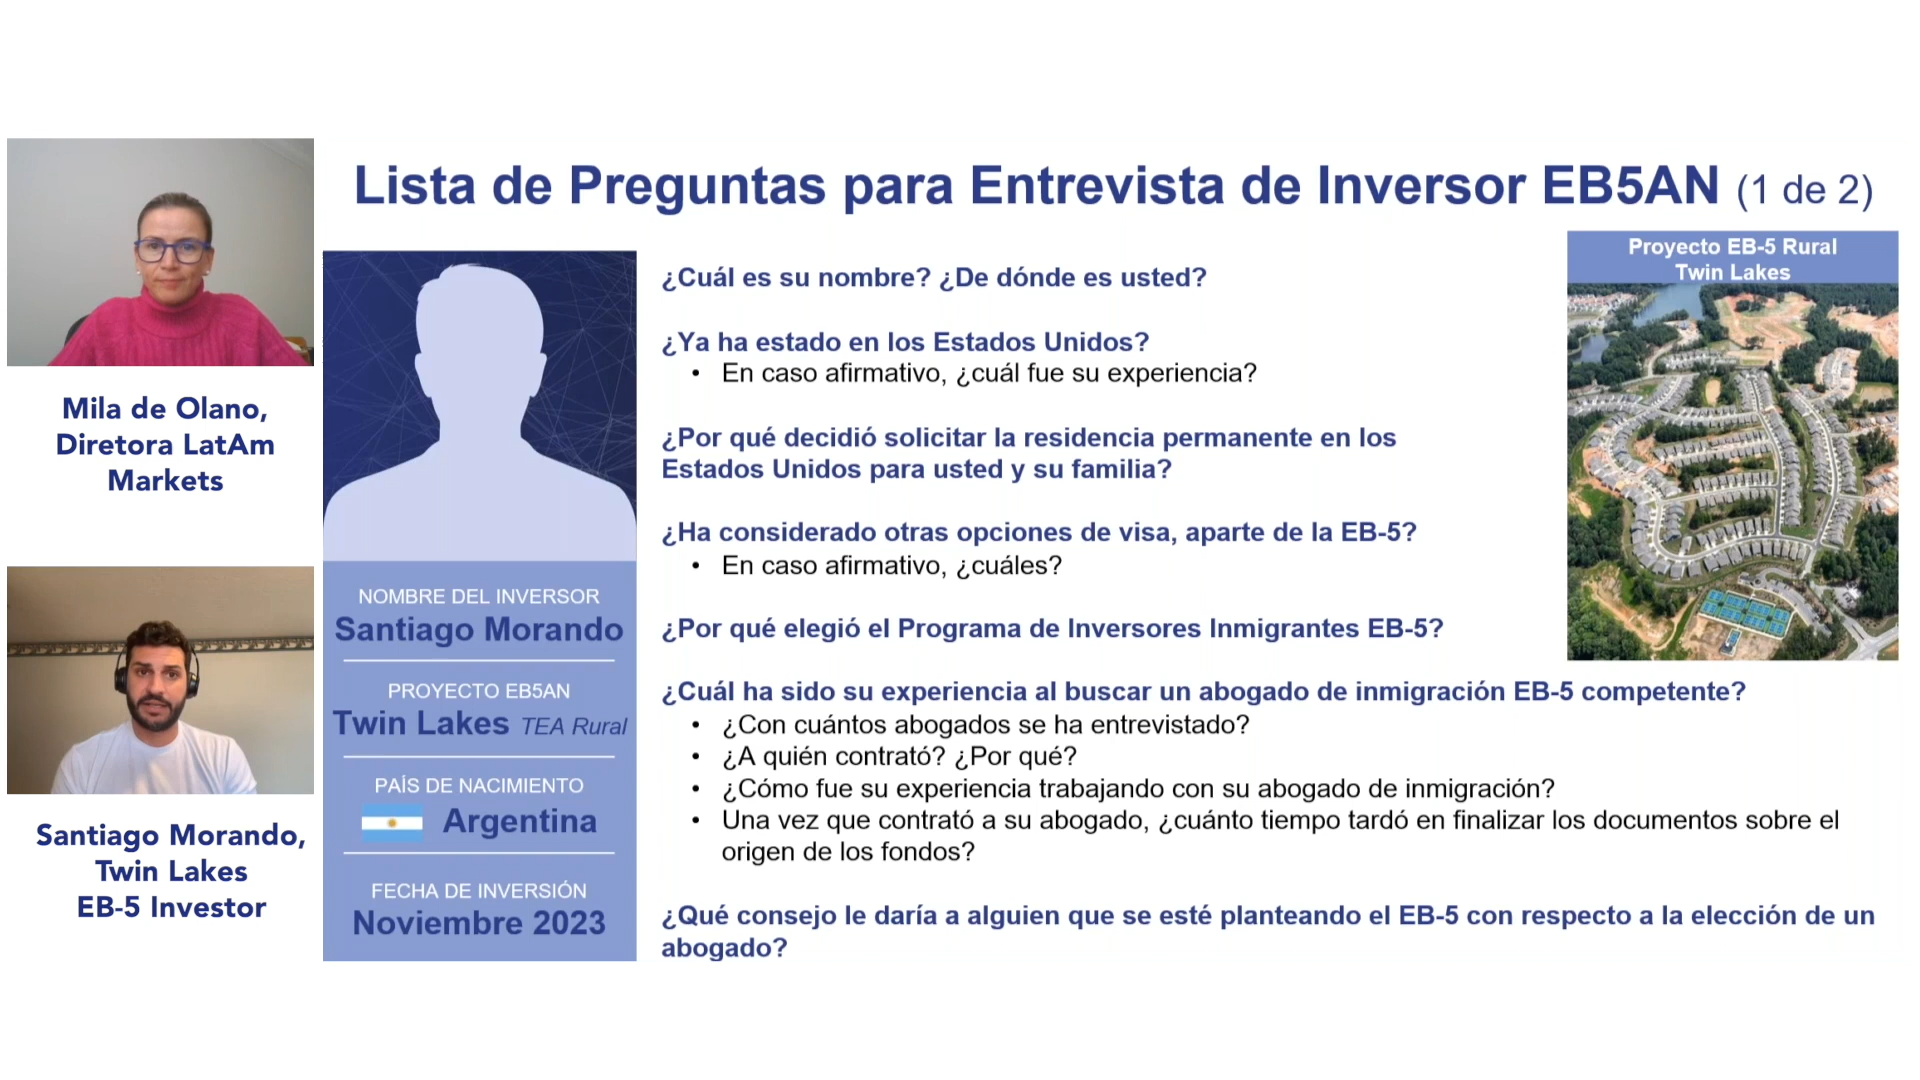 Lista de Preguntas para Entrevista de Inversor EB5AN (1 de 2)
Mila de Olano,
Diretora LatAm
Markets
Santiago Morando,
Twin Lakes
EB-5 Investor
NOMBRE DEL INVERSOR
Santiago Morando
PROYECTO EB5AN
Twin Lakes TEA Rural
PAÍS DE NACIMIENTO
Argentina
FECHA DE INVERSIÓN
Noviembre 2023
¿Cuál es su nombre? ¿De dónde es usted?
¿Ya ha estado en los Estados Unidos?
• En caso afirmativo, ¿cuál fue su experiencia?
¿Por qué decidió solicitar la residencia permanente en los
Estados Unidos para usted y su familia?
¿Ha considerado otras opciones de visa, aparte de la EB-5?
• En caso afirmativo, ¿cuáles?
¿Por qué elegió el Programa de Inversores Inmigrantes EB-5?
¿Cuál ha sido su experiencia al buscar un abogado de inmigración EB-5 competente?
• ¿Con cuántos abogados se ha entrevistado?
• ¿A quién contrató? ¿Por qué?
• ¿Cómo fue su experiencia trabajando con su abogado de inmigración?
• Una vez que contrató a su abogado, ¿cuánto tiempo tardó en finalizar los documentos sobre el
origen de los fondos?
¿Qué consejo le daría a alguien que se esté planteando el EB-5 con respecto a la elección de un
abogado?
Proyecto EB-5 Rural
Twin Lakes